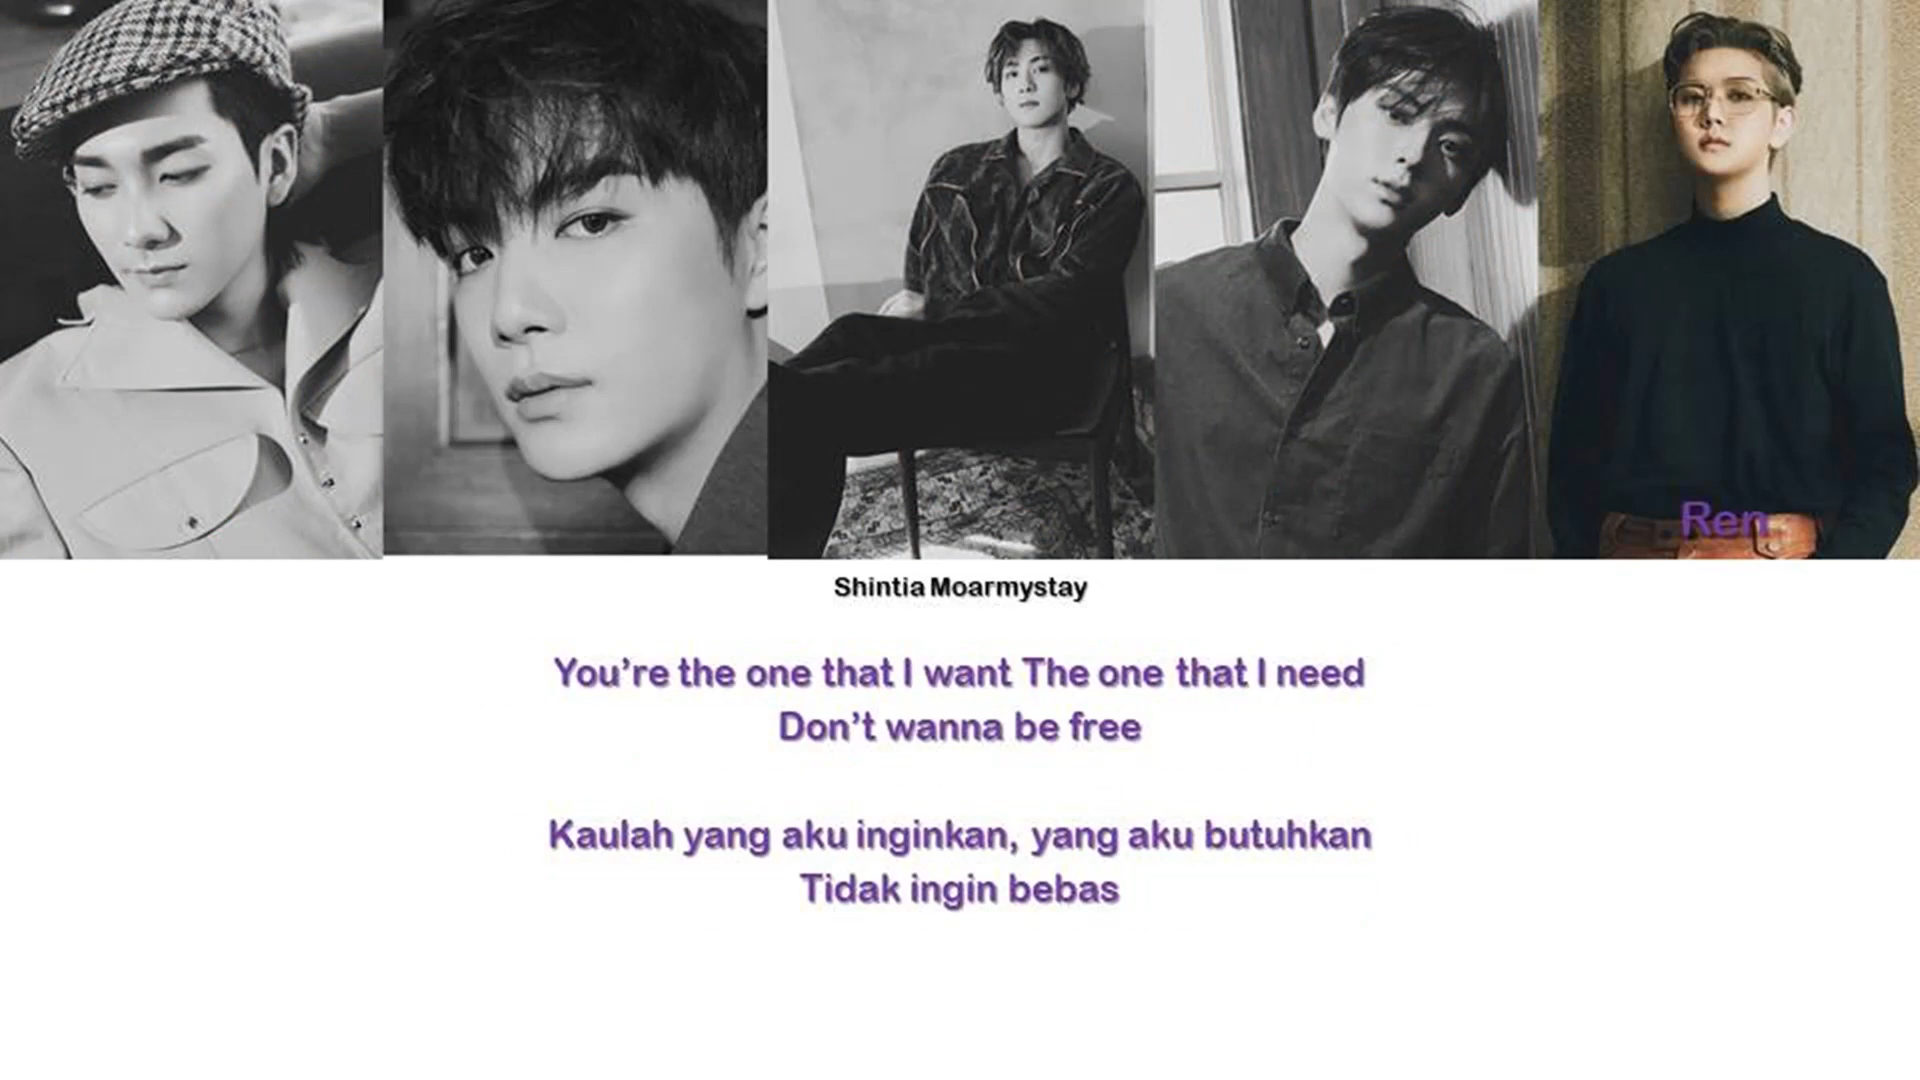 Ren
Shintia Moarmystay
You're the one that I want The one that I need
Don't wanna be free
Kaulah yang aku inginkan, yang aku butuhkan
Tidak ingin bebas